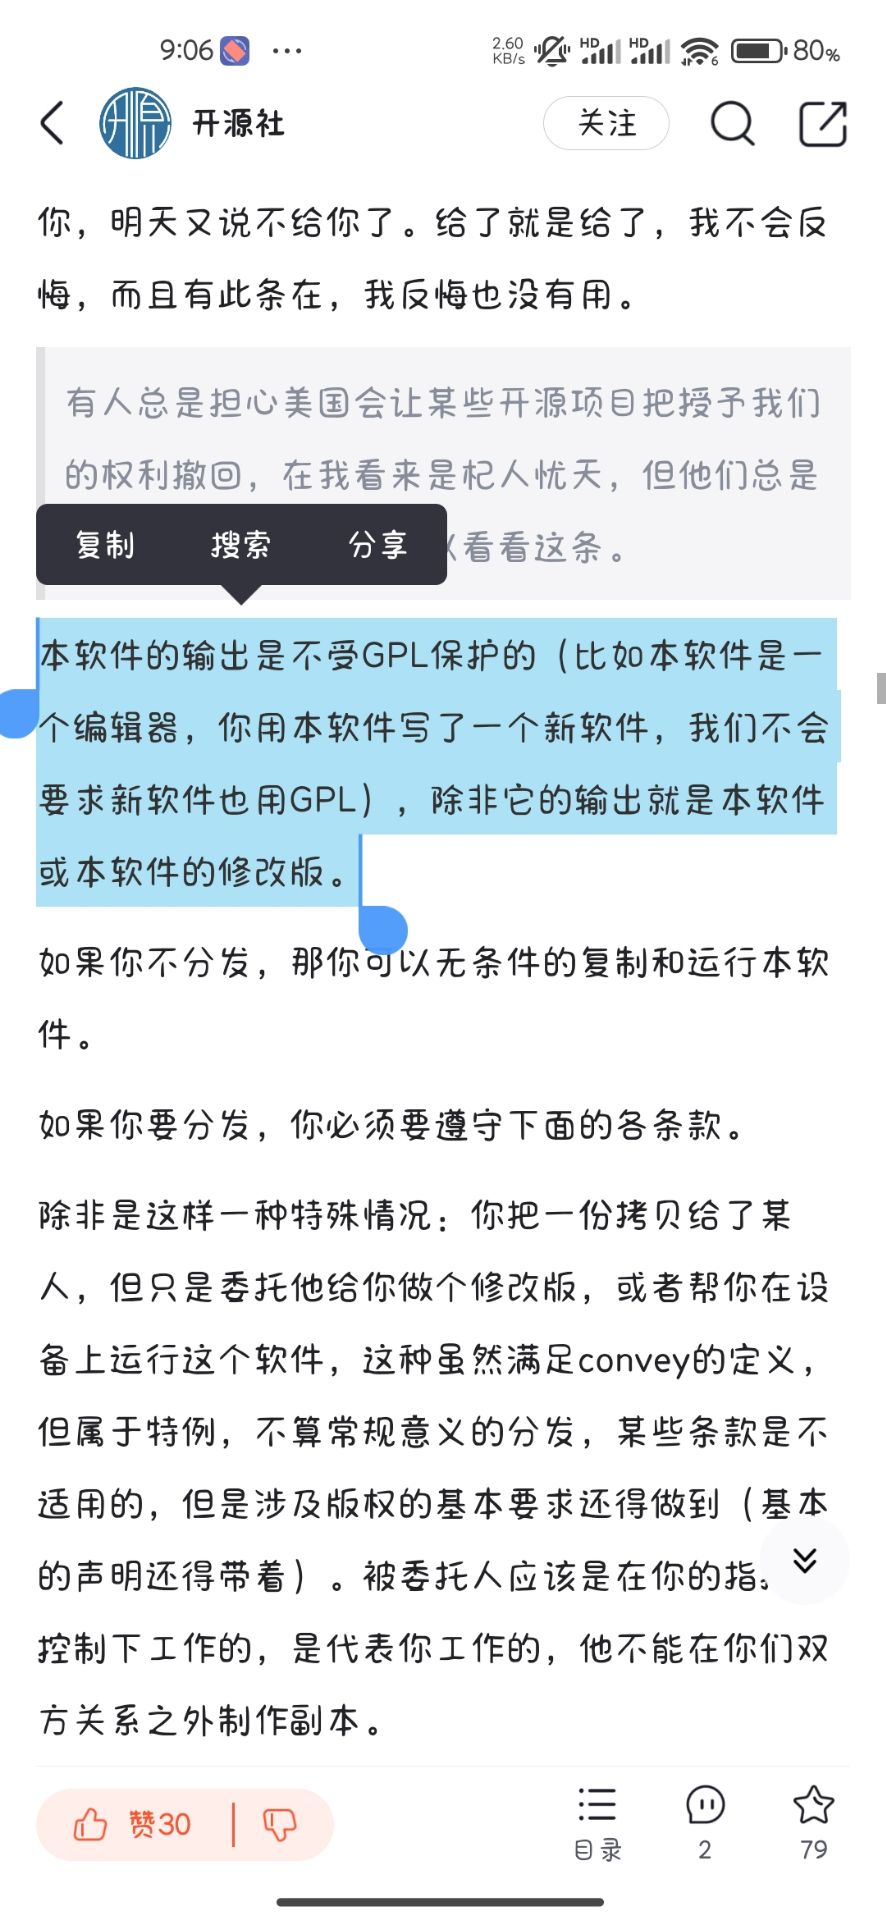 9:06
2.60
KB/s
HD
HD
6
80%
开源社
关注
你，明天又说不给你了。给了就是给了，我不会反
悔，而且有此条在，我反悔也没有用。
有人总是担心美国会让某些开源项目把授予我们
的权利撤回，在我看来是杞人忧天，但他们总是
看看这条。
复制 搜索 分享
本软件的输出是不受GPL保护的（比如本软件是一
个编辑器，你用本软件写了一个新软件，我们不会
要求新软件也用GPL），除非它的输出就是本软件
或本软件的修改版。
如果你不分发，那你可以无条件的复制和运行本软
件。
如果你要分发，你必须要遵守下面的各条款。
除非是这样一种特殊情况：你把一份拷贝给了某
人，但只是委托他给你做个修改版，或者帮你在设
备上运行这个软件，这种虽然满足convey的定义，
但属于特例，不算常规意义的分发，某些条款是不
适用的，但是涉及版权的基本要求还得做到（基本
的声明还得带着）。被委托人应该是在你的指
控制下工作的，是代表你工作的，他不能在你们双
方关系之外制作副本。
赞30
目录
2
79